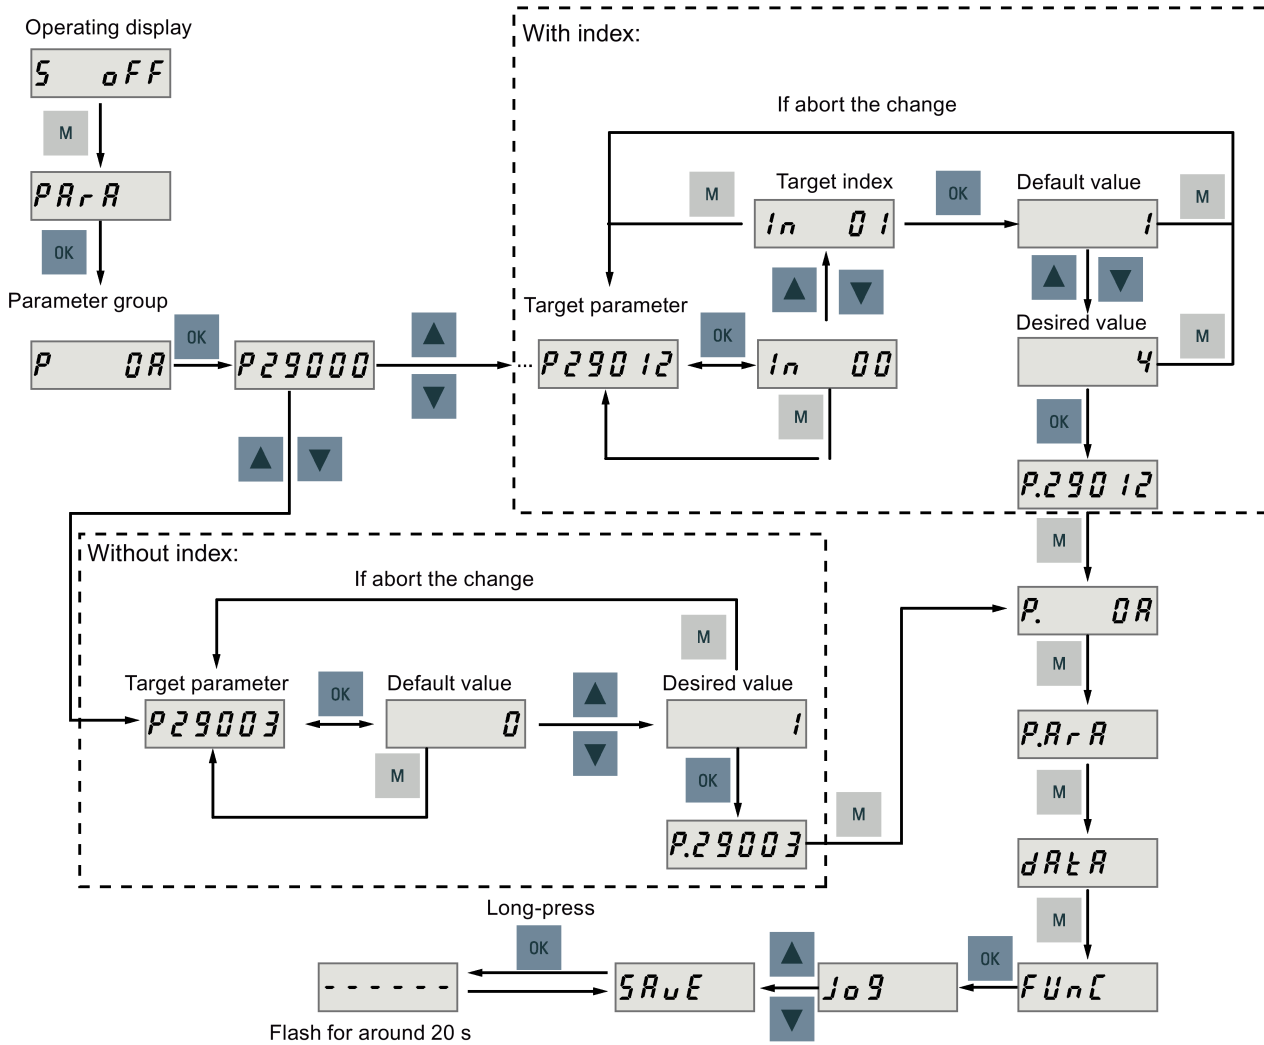 Operating display
S oFF
M
PArA
OK
Parameter group
P 0A
OK
P29000
With index:
If abort the change
M
Target index
In 01
OK
Default value
1
M
Target parameter
...
P29012
OK
In 00
M
Desired value
4
M
OK
P.29012
M
Without index:
If abort the change
M
Target parameter
P29003
OK
Default value
0
M
Desired value
1
OK
P.29003
M
P. 0A
M
P.ArA
M
dAtA
M
FUnC
OK
JoG
SAvE
Long-press
OK
- - - - - -
Flash for around 20 s